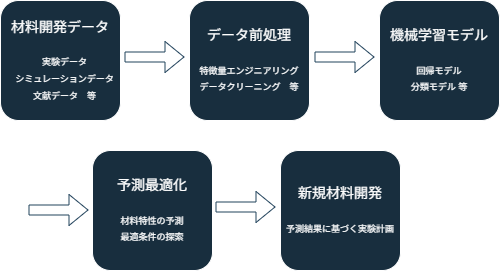 材料開発データ
実験データ
シミュレーションデータ
文献データ　等
データ前処理
特徴量エンジニアリング
データクリーニング　等
機械学習モデル
回帰モデル
分類モデル 等
予測最適化
材料特性の予測
最適条件の探索
新規材料開発
予測結果に基づく実験計画